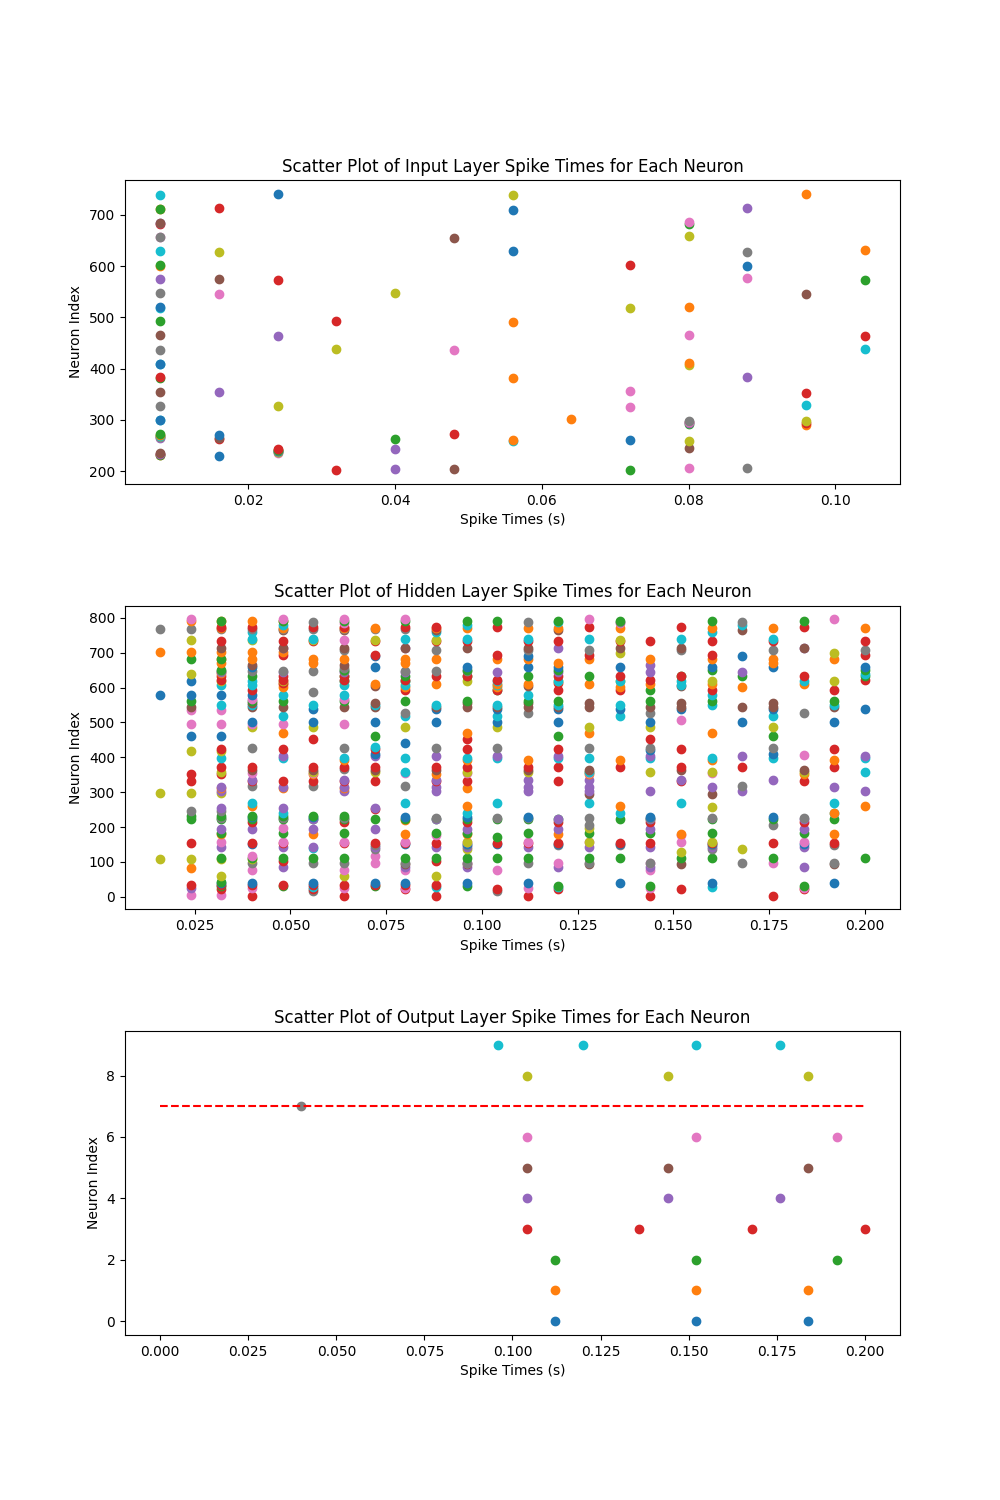 Scatter Plot of Input Layer Spike Times for Each Neuron
Neuron Index
700
600
500
400
300
200
0.02 0.04 0.06 0.08 0.10
Spike Times (s)
Scatter Plot of Hidden Layer Spike Times for Each Neuron
Neuron Index
800
700
600
500
400
300
200
100
0
0.025 0.050 0.075 0.100 0.125 0.150 0.175 0.200
Spike Times (s)
Scatter Plot of Output Layer Spike Times for Each Neuron
Neuron Index
8
6
4
2
0
0.000 0.025 0.050 0.075 0.100 0.125 0.150 0.175 0.200
Spike Times (s)